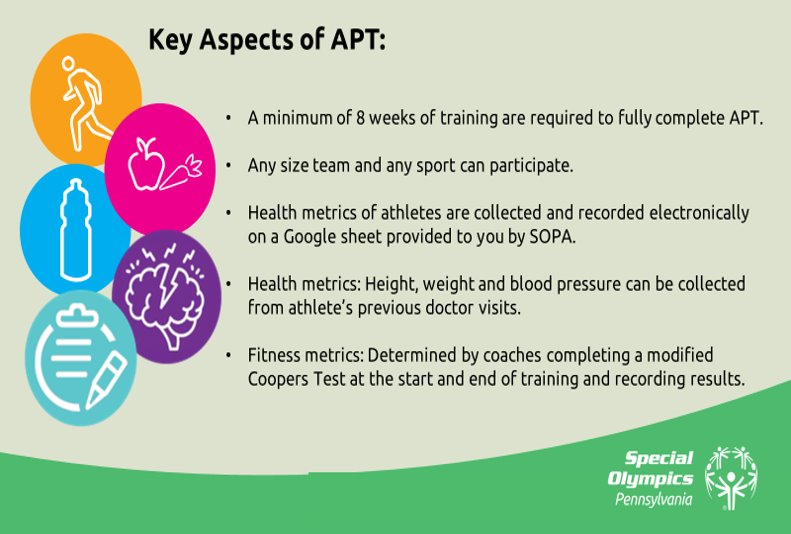 Key Aspects of APT:
• A minimum of 8 weeks of training are required to fully complete APT.
• Any size team and any sport can participate.
• Health metrics of athletes are collected and recorded electronically
on a Google sheet provided to you by SOPA.
• Health metrics: Height, weight and blood pressure can be collected
from athlete's previous doctor visits.
• Fitness metrics: Determined by coaches completing a modified
Coopers Test at the start and end of training and recording results.
Special
Olympics
Pennsylvania